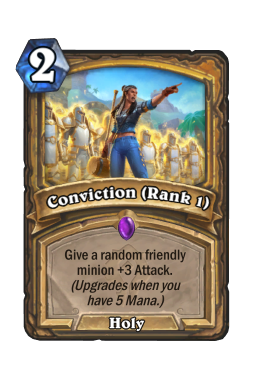 2
Conviction (Rank 1)
Give a random friendly
minion +3 Attack.
(Upgrades when you
have 5 Mana.)
Holy